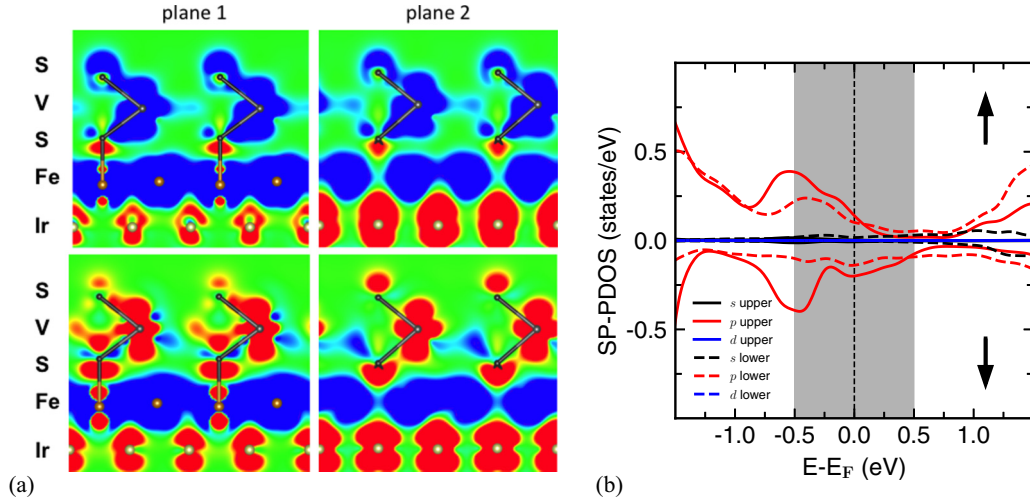 plane 1 plane 2
S
V
S
Fe
Ir
S
V
S
Fe
Ir
(a)
SP-PDOS (states/eV)
0.5
0.0
-0.5
s upper
p upper
d upper
s lower
p lower
d lower
-1.0 -0.5 0.0 0.5 1.0
E-E_F (eV)
(b)